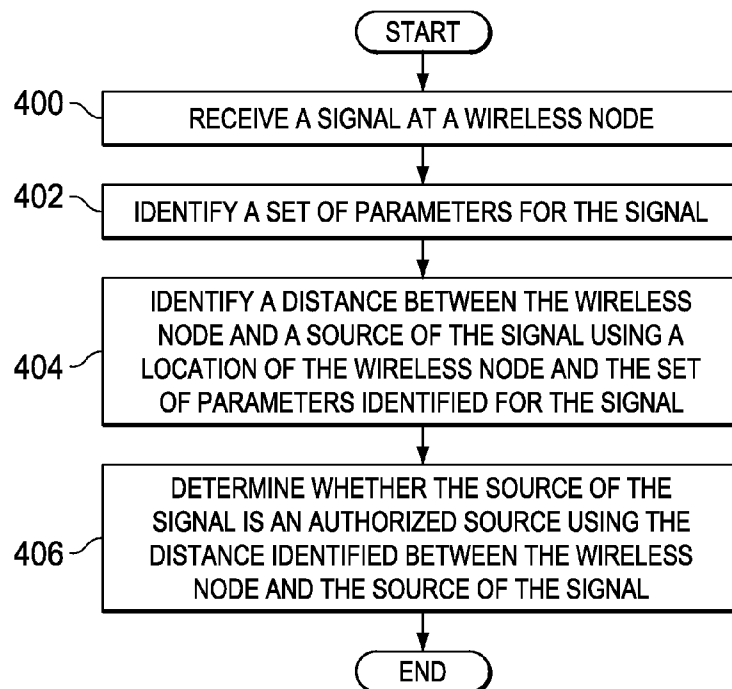 START
400
RECEIVE A SIGNAL AT A WIRELESS NODE
402
IDENTIFY A SET OF PARAMETERS FOR THE SIGNAL
404
IDENTIFY A DISTANCE BETWEEN THE WIRELESS
NODE AND A SOURCE OF THE SIGNAL USING A
LOCATION OF THE WIRELESS NODE AND THE SET
OF PARAMETERS IDENTIFIED FOR THE SIGNAL
406
DETERMINE WHETHER THE SOURCE OF THE
SIGNAL IS AN AUTHORIZED SOURCE USING THE
DISTANCE IDENTIFIED BETWEEN THE WIRELESS
NODE AND THE SOURCE OF THE SIGNAL
END